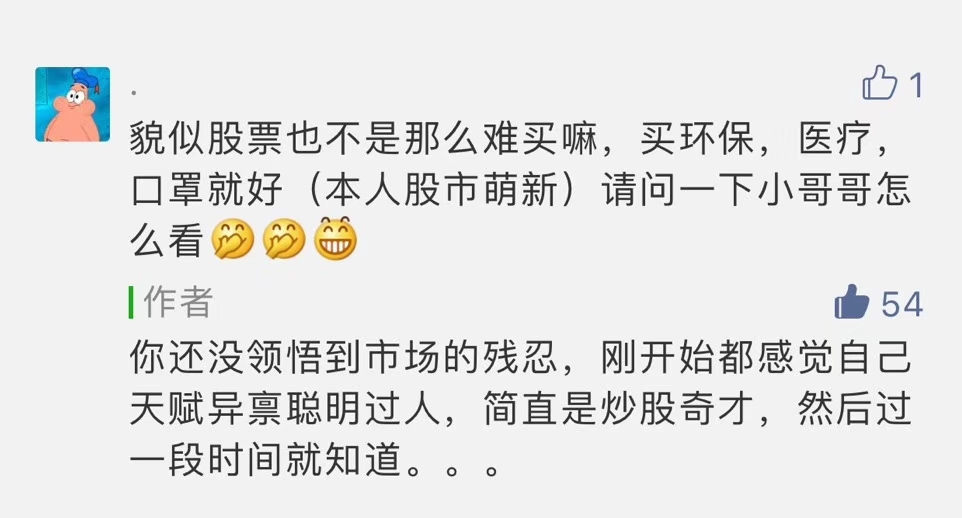 .
1
貌似股票也不是那么难买嘛，买环保，医疗，
口罩就好（本人股市萌新）请问一下小哥哥怎
么看🤭🤭😁
作者
54
你还没领悟到市场的残忍，刚开始都感觉自己
天赋异禀聪明过人，简直是炒股奇才，然后过
一段时间就知道。。。